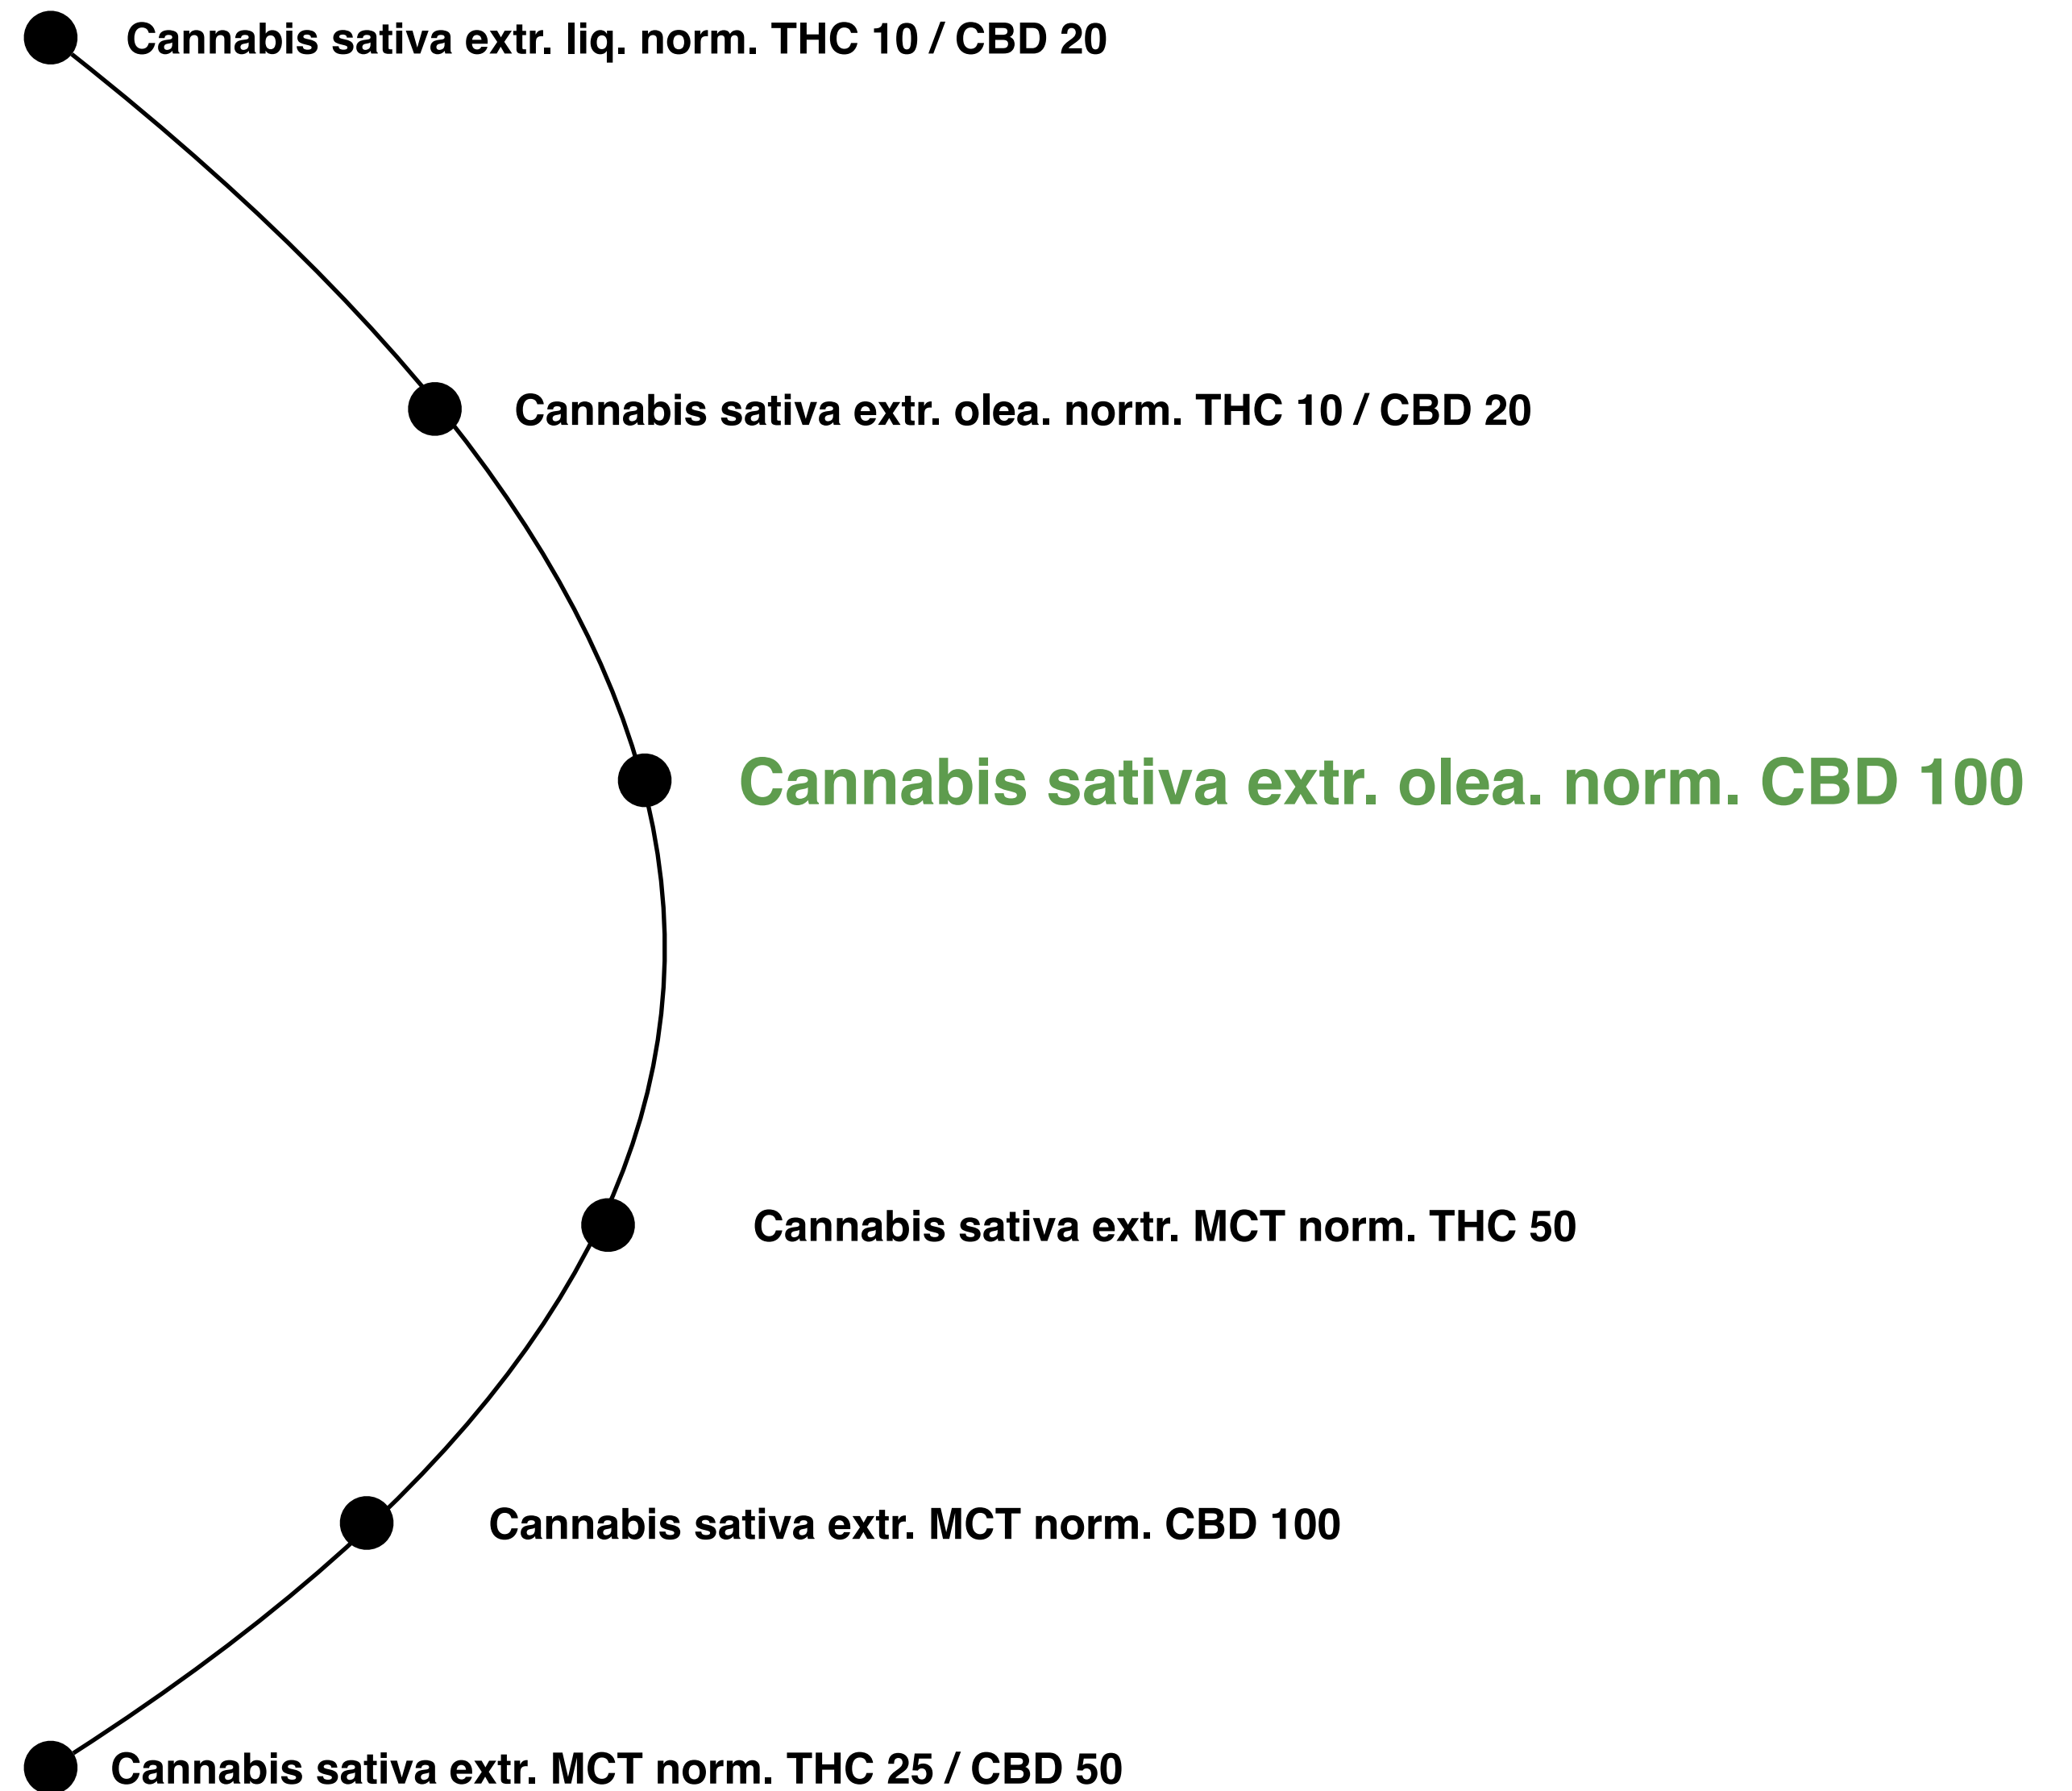 Cannabis sativa extr. liq. norm. THC 10/CBD 20
Cannabis sativa extr. olea. norm. THC 10/CBD 20
Cannabis sativa extr. olea. norm. CBD 100
Cannabis sativa extr. MCT norm. THC 50
Cannabis sativa extr. MCT norm. CBD 100
Cannabis sativa extr. MCT norm. THC 25/CBD 50